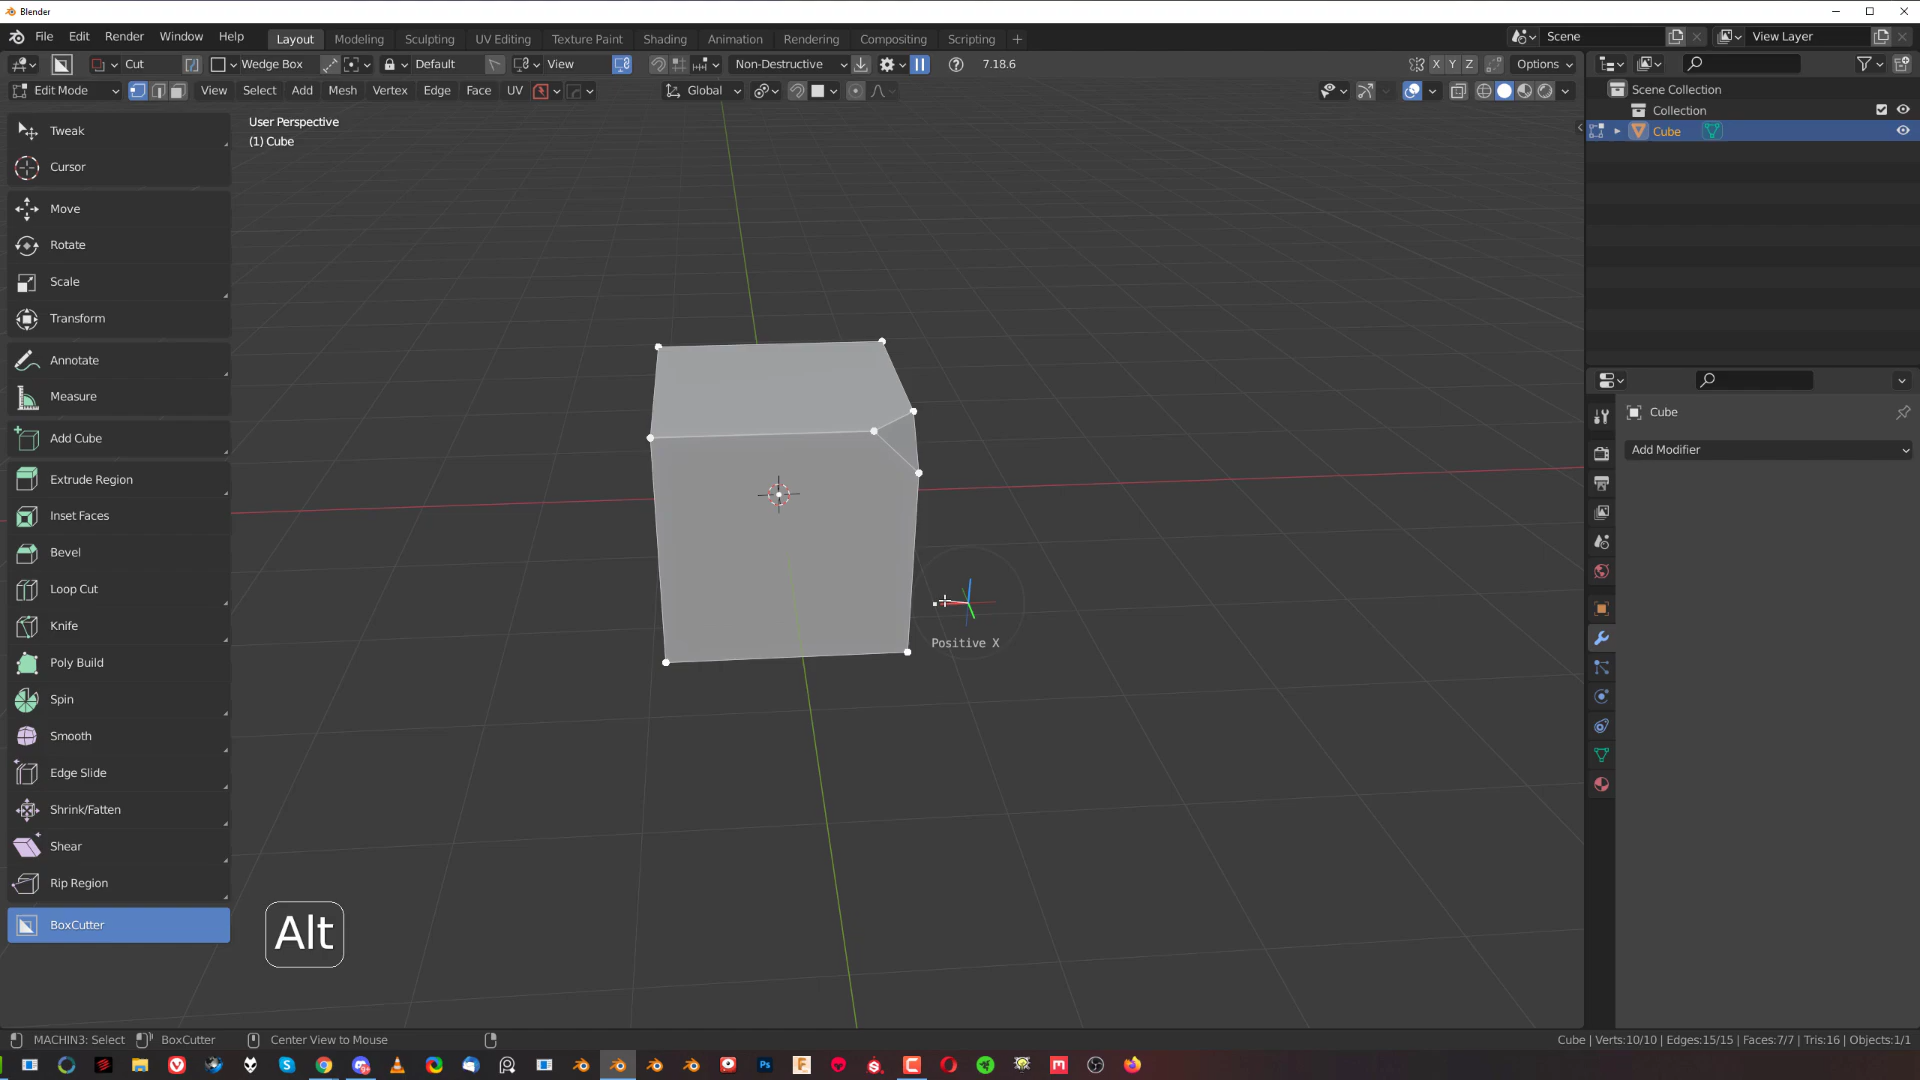 Blender
File Edit Render Window Help Layout Modeling Sculpting UV Editing Texture Paint Shading Animation Rendering Compositing Scripting + Scene View Layer
Cut Wedge Box Default View Non-Destructive 7.18.6 X Y Z Options
Edit Mode View Select Add Mesh Vertex Edge Face UV Global
User Perspective
(1) Cube
Tweak
Cursor
Move
Rotate
Scale
Transform
Annotate
Measure
Add Cube
Extrude Region
Inset Faces
Bevel
Loop Cut
Knife
Poly Build
Spin
Smooth
Edge Slide
Shrink/Fatten
Shear
Rip Region
BoxCutter
Positive X
Alt
Scene Collection
Collection
Cube
Cube
Add Modifier
MACHIN3: Select BoxCutter Center View to Mouse Cube | Verts:10/10 | Edges:15/15 | Faces:7/7 | Tris:16 | Objects:1/1